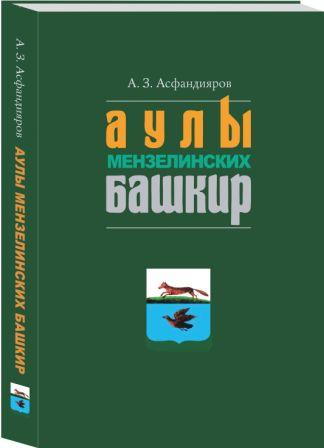 А. З. Асфандияров
аулы
МЕНЗЕЛИНСКИХ
башкир
А. З. Асфандияров АУЛЫ МЕНЗЕЛИНСКИХ БАШКИР